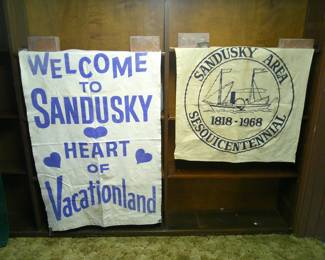 WELCOME
TO
SANDUSKY
HEART
OF
Vacationland
SANDUSKY AREA
1818-1968
SESQUICENTENNIAL